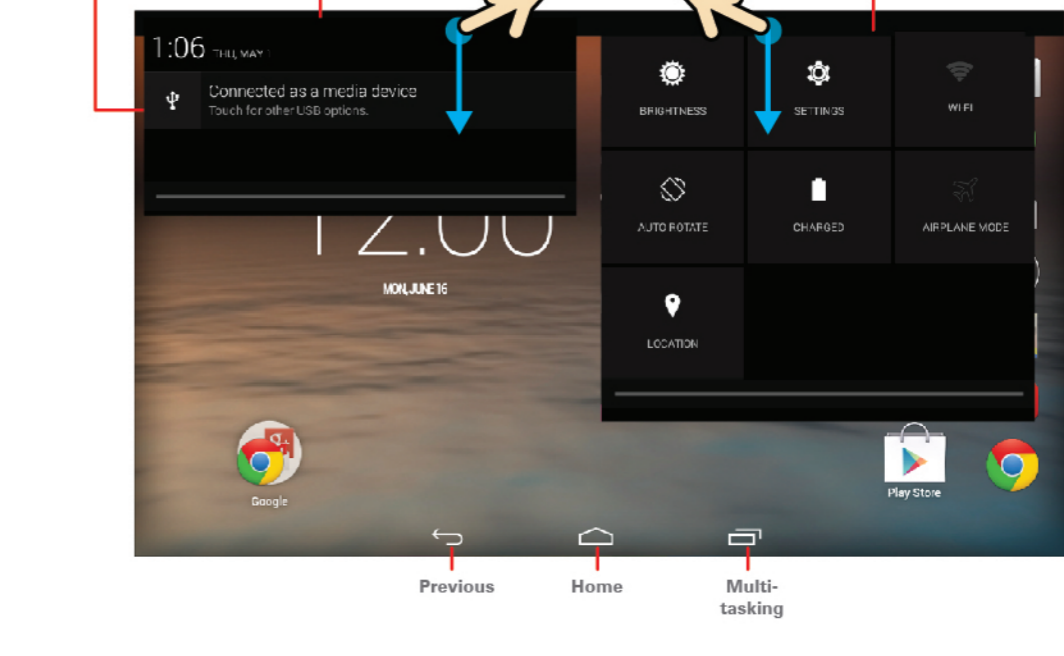 1:06 THU, MAY 1
Connected as a media device
Touch for other USB options.
BRIGHTNESS
SETTINGS
WI-FI
AUTO ROTATE
CHARGED
AIRPLANE MODE
LOCATION
12:00
MON, JUNE 16
Google
Play Store
Previous
Home
Multi-
tasking